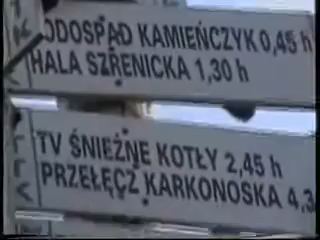 ODOSPAD KAMIEŃCZYK 0,45 h
HALA SZRENICKA 1,30 h
TV ŚNIEŻNE KOTŁY 2,45 h
PRZEŁĘCZ KARKONOSKA 4,3